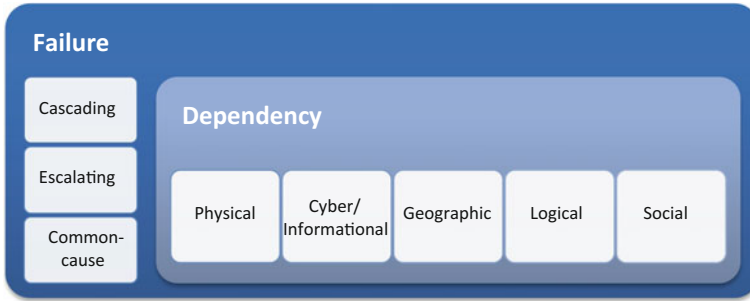 Failure
Cascading
Escalating
Common-
cause
Dependency
Physical
Cyber/
Informational
Geographic
Logical
Social